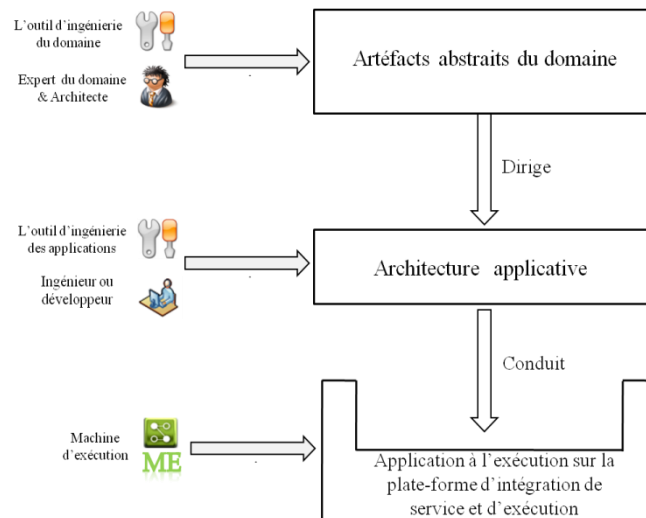 L'outil d'ingénierie
du domaine
Expert du domaine
& Architecte
Artéfacts abstraits du domaine
Dirige
L'outil d'ingénierie
des applications
Ingénieur ou
développeur
Architecture applicative
Conduit
Machine
d'exécution
ME
Application à l'exécution sur la
plate-forme d'intégration de
service et d'exécution